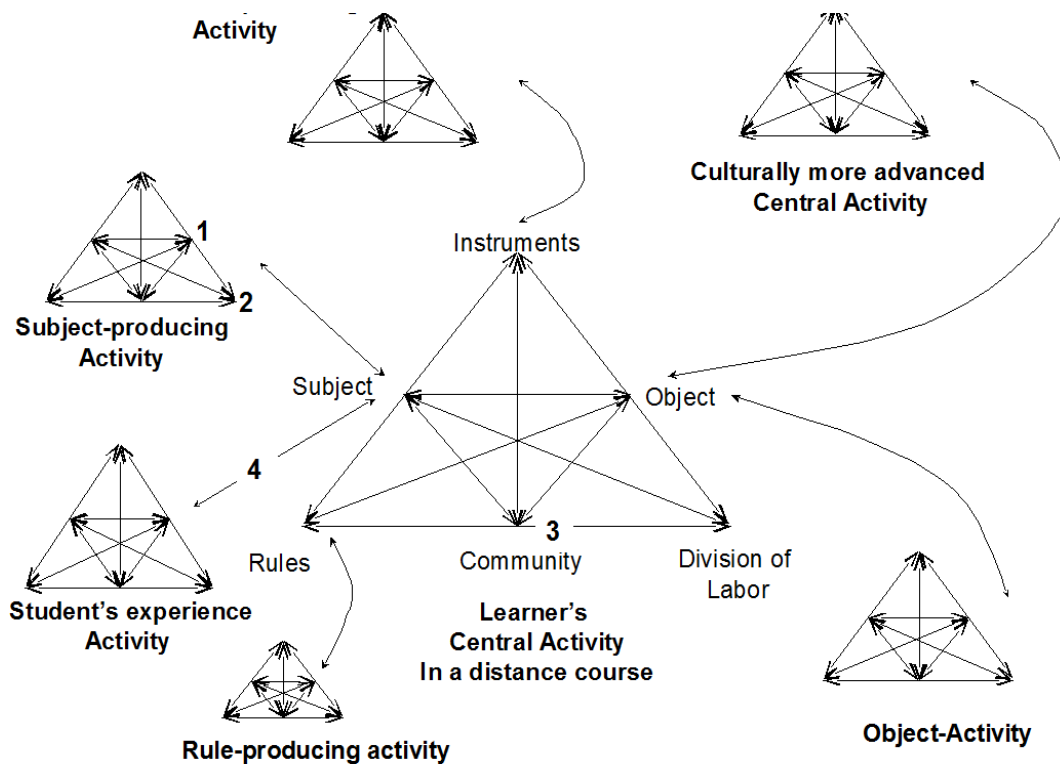 Activity
Culturally more advanced
Central Activity
Instruments
1
2
Subject-producing
Activity
Subject
Object
4
3
Rules
Community
Division of
Labor
Student's experience
Activity
Learner's
Central Activity
In a distance course
Rule-producing activity
Object-Activity